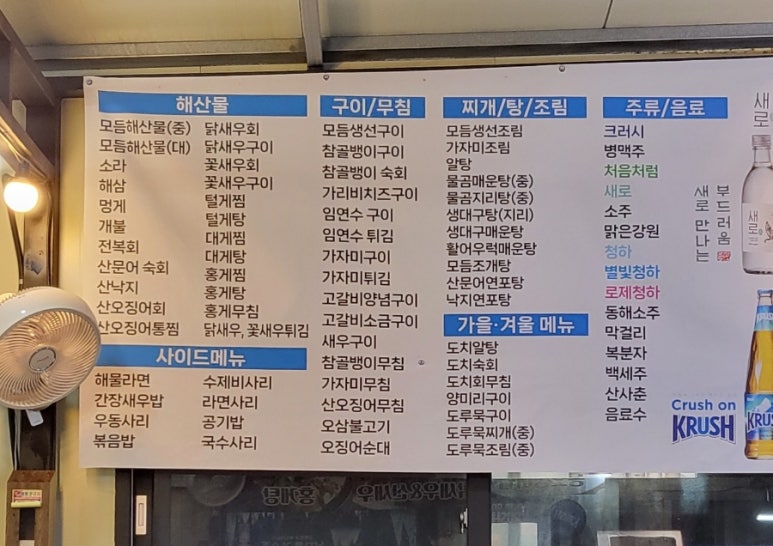 해산물
모듬해산물(중)
모듬해산물(대)
소라
해삼
멍게
개불
전복회
산문어 숙회
산낙지
산오징어회
산오징어통찜
닭새우회
닭새우구이
꽃새우회
꽃새우구이
털게찜
털게탕
대게찜
대게탕
홍게찜
홍게탕
홍게무침
닭새우, 꽃새우튀김
사이드메뉴
해물라면
간장새우밥
우동사리
볶음밥
수제비사리
라면사리
공기밥
국수사리
구이/무침
모듬생선구이
참골뱅이구이
참골뱅이 숙회
가리비치즈구이
임연수 구이
임연수 튀김
가자미구이
가자미튀김
고갈비양념구이
고갈비소금구이
새우구이
참골뱅이무침
가자미무침
산오징어무침
오삼불고기
오징어순대
찌개/탕/조림
모듬생선조림
가자미조림
알탕
물곰매운탕(중)
물곰지리탕(중)
생대구탕(지리)
생대구매운탕
활어우럭매운탕
모듬조개탕
산문어연포탕
낙지연포탕
가을·겨울 메뉴
도치알탕
도치숙회
도치회무침
양미리구이
도루묵구이
도루묵찌개(중)
도루묵조림(중)
주류/음료
크러시
병맥주
처음처럼
새로
소주
맑은강원
청하
별빛청하
로제청하
동해소주
막걸리
복분자
백세주
산사춘
음료수
새로
부드러움
새로 만나는
새로
Crush on
KRUSH
KRUSH